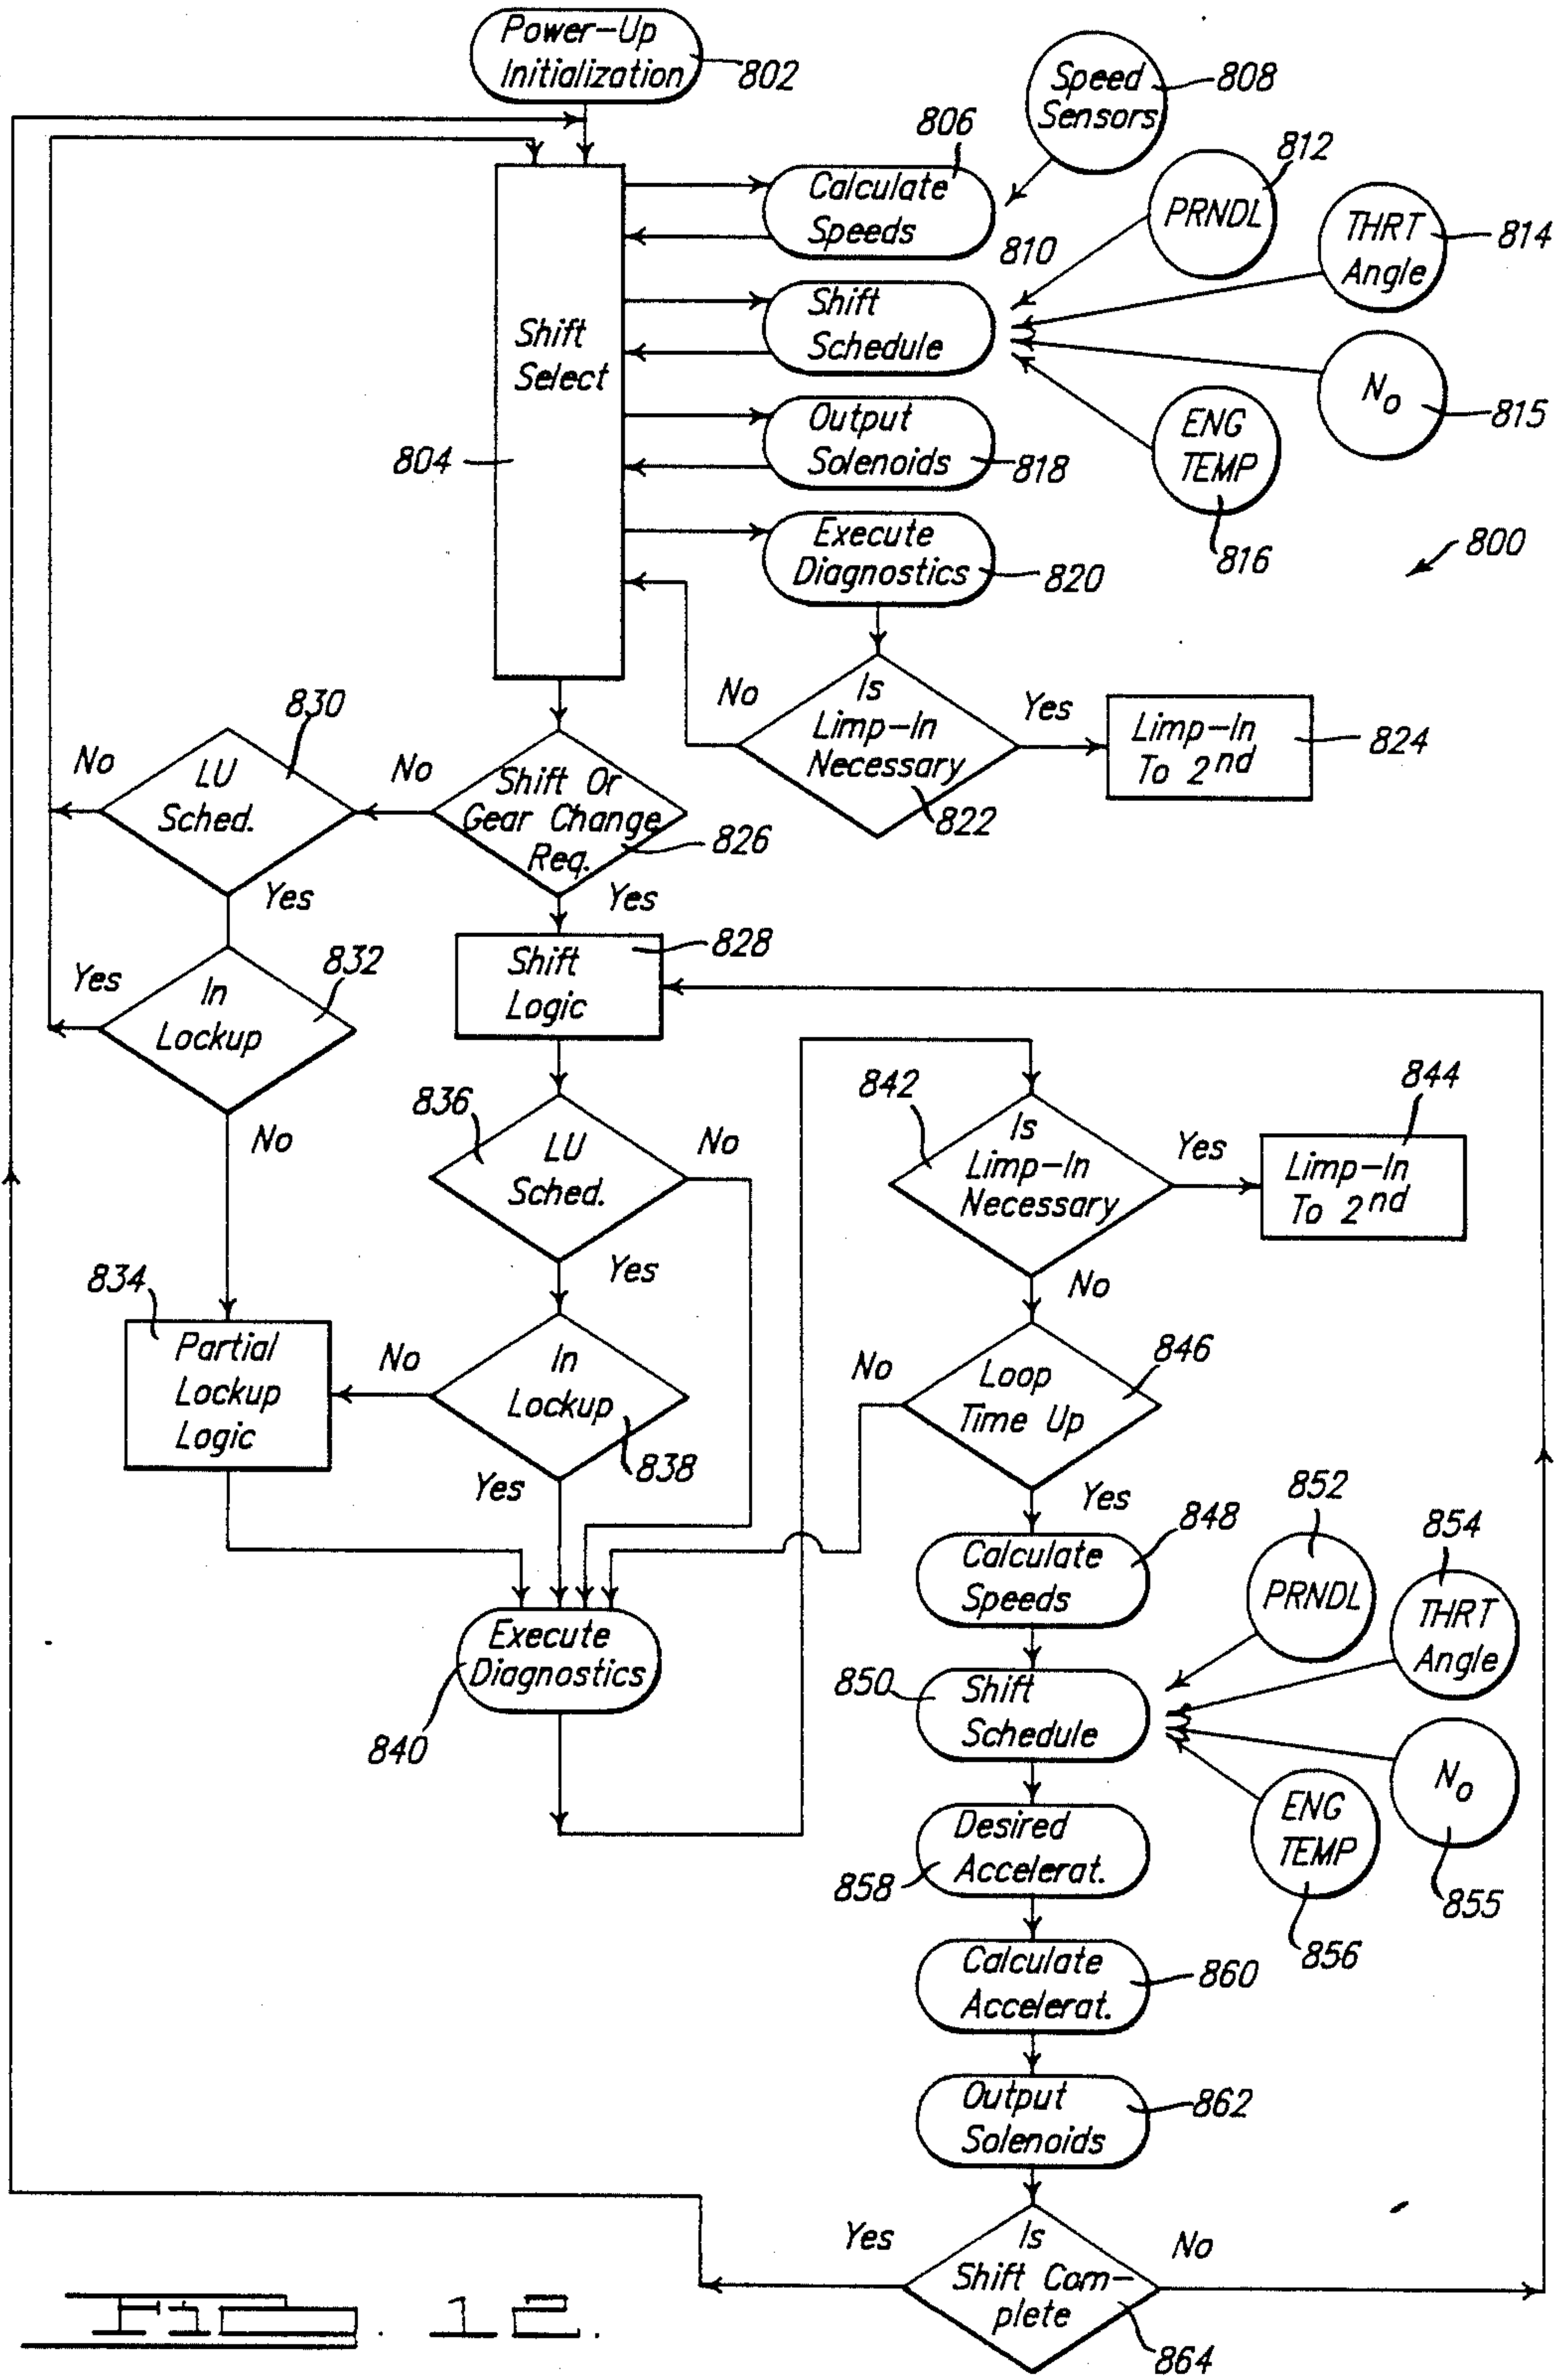 Power-Up
Initialization
802
Speed
Sensors
808
806
Calculate
Speeds
812
PRNDL
THRT
Angle
814
810
Shift
Schedule
Shift
Select
804
N₀
815
Output
Solenoids
818
ENG
TEMP
816
Execute
Diagnostics
820
800
Is
Limp-In
Necessary
822
No
Yes
Limp-In
To 2nd
824
830
LU
Sched.
No
Yes
Shift Or
Gear Change
Req.
826
No
Yes
832
In
Lockup
Yes
No
Shift
Logic
828
836
LU
Sched.
No
Yes
842
Is
Limp-In
Necessary
Yes
No
844
Limp-In
To 2nd
834
Partial
Lockup
Logic
No
In
Lockup
838
Yes
No
Loop
Time Up
846
Yes
Calculate
Speeds
848
852
PRNDL
854
THRT
Angle
Execute
Diagnostics
840
850
Shift
Schedule
N₀
855
ENG
TEMP
856
Desired
Accelerat.
858
Calculate
Accelerat.
860
Output
Solenoids
862
Yes
Is
Shift Com-
plete
No
864